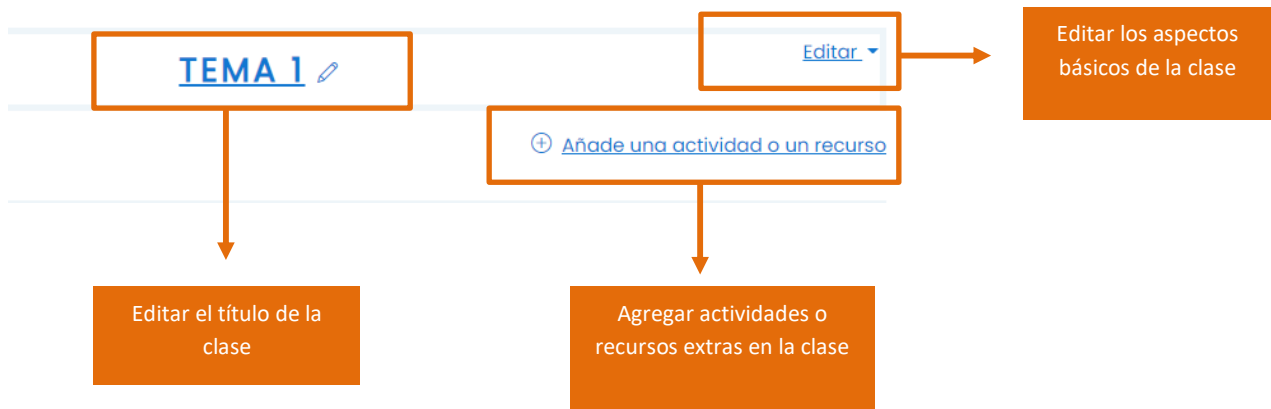 TEMA 1
Editar
Editar los aspectos
básicos de la clase
Añade una actividad o un recurso
Editar el título de la
clase
Agregar actividades o
recursos extras en la clase